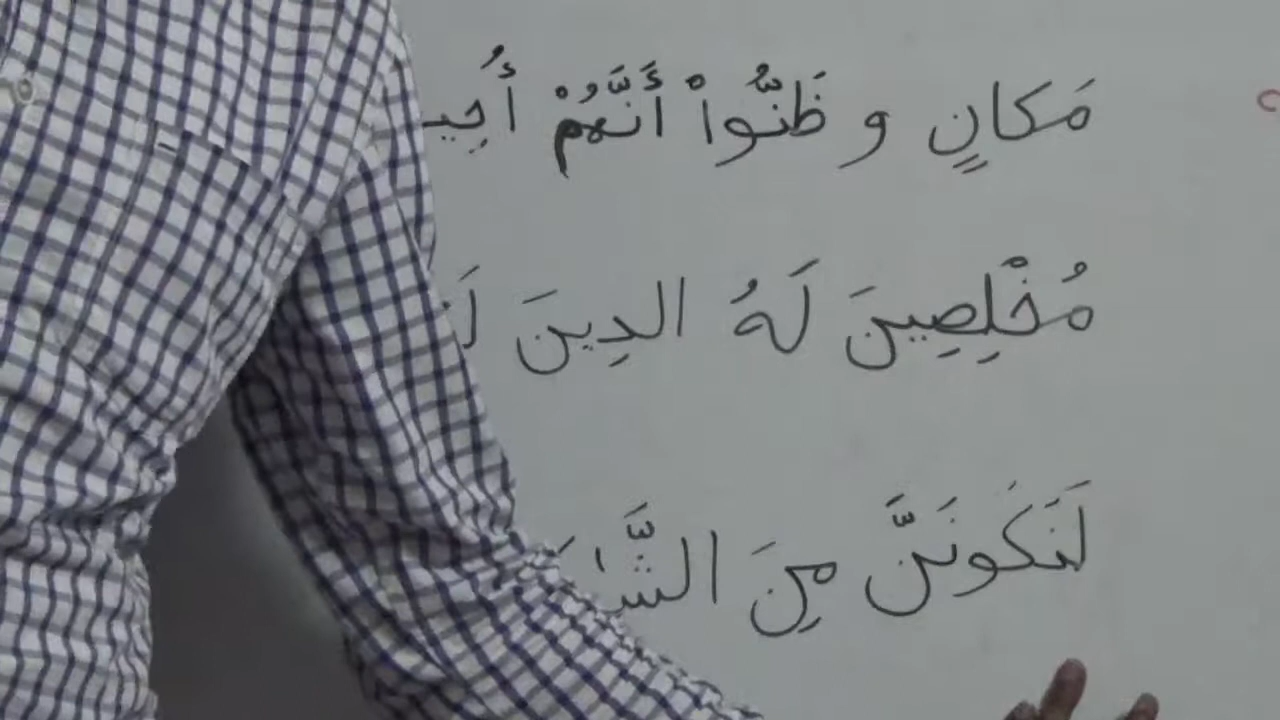 مَكَانٍ وَ ظَنُّواْ أَنَّهُمْ
مُخْلِصِينَ لَهُ الدِينَ
لَنَكَونَنَّ مِنَ